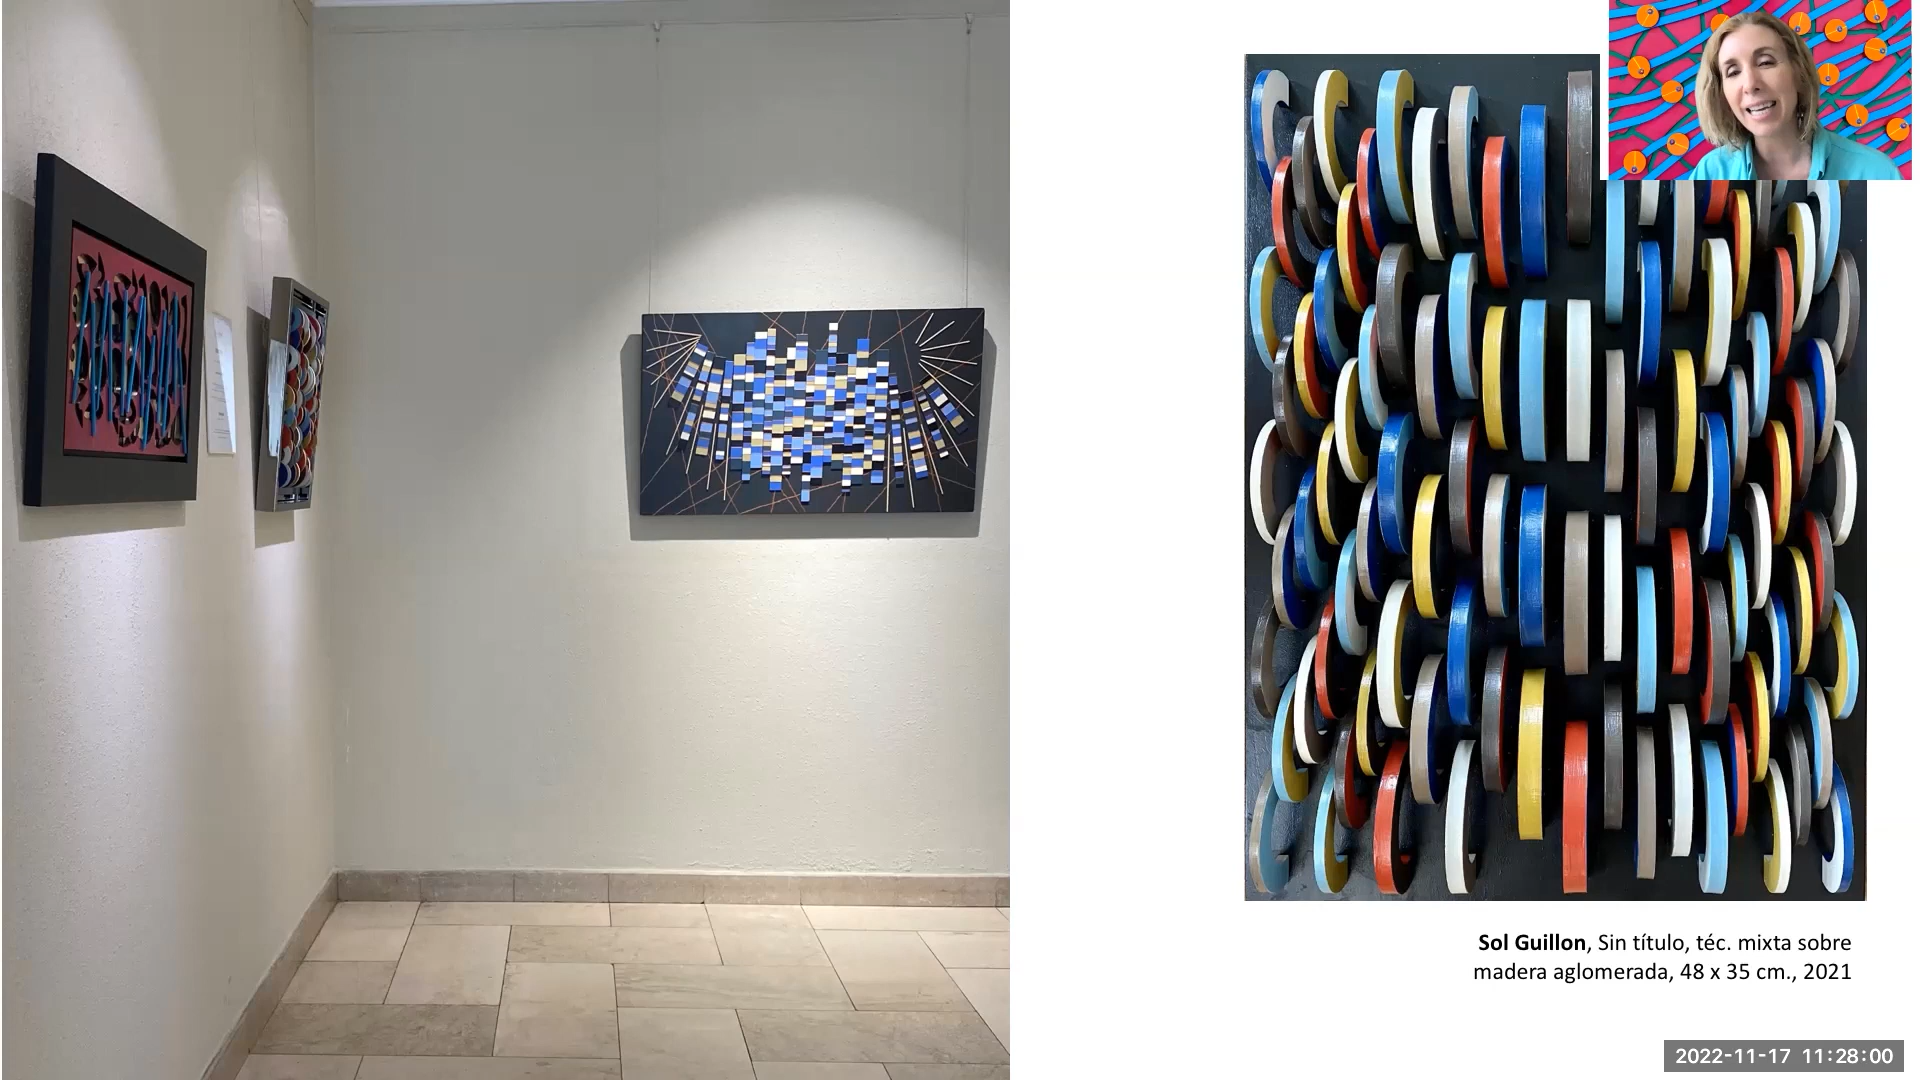 Sol Guillon, Sin título, téc. mixta sobre
madera aglomerada, 48 x 35 cm., 2021
2022-11-17 11:28:00